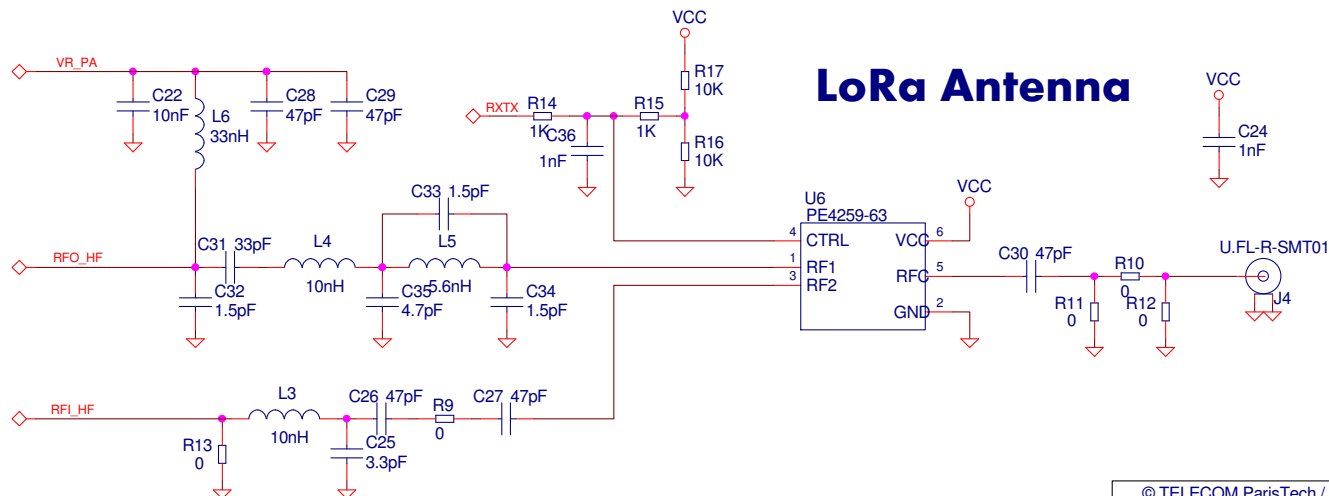 VCC
VR_PA
R17
10K
LoRa Antenna
VCC
C22
10nF
L6
33nH
C28
47pF
C29
47pF
RXTX
R14
1K
C36
1nF
R15
1K
R16
10K
C24
1nF
C33 1.5pF
U6
PE4259-63
VCC
C31 33pF
L4
L5
4
CTRL
VCC
6
U.FL-R-SMT01
RFO_HF
1
RF1
RFC
5
C30 47pF
R10
0
C32
1.5pF
10nH
C35
4.7pF
5.6nH
C34
1.5pF
3
RF2
J4
GND
2
R11
0
R12
0
RFI_HF
L3
10nH
C26 47pF
R9
0
C27 47pF
R13
0
C25
3.3pF
© TELECOM ParisTech /